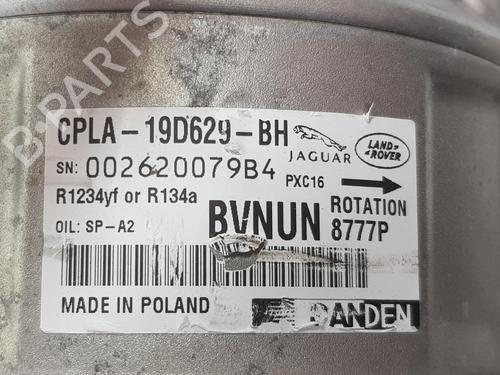 B-PARTS
CPLA-19D629-BH
JAGUAR
LAND ROVER
SN: 002620079B4
PXC16
R1234yf or R134a
BVNUN
ROTATION
OIL: SP-A2
8777P
MADE IN POLAND